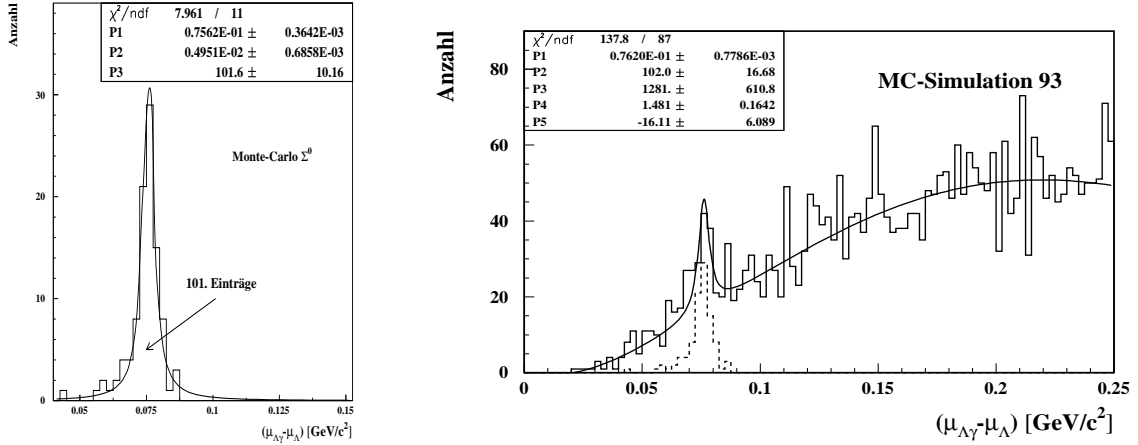 χ²/ndf 7.961 / 11
P1 0.7562E-01 ± 0.3642E-03
P2 0.4951E-02 ± 0.6858E-03
P3 101.6 ± 10.16
Anzahl
30
20
10
0
Monte-Carlo Σ⁰
101. Einträge
0.05 0.075 0.1 0.125 0.15
(μΛγ-μΛ) [GeV/c²]
χ²/ndf 137.8 / 87
P1 0.7620E-01 ± 0.7786E-03
P2 102.0 ± 16.68
P3 1281. ± 610.8
P4 1.481 ± 0.1642
P5 -16.11 ± 6.089
Anzahl
MC-Simulation 93
80
60
40
20
0
0 0.05 0.1 0.15 0.2 0.25
(μΛγ-μΛ) [GeV/c²]